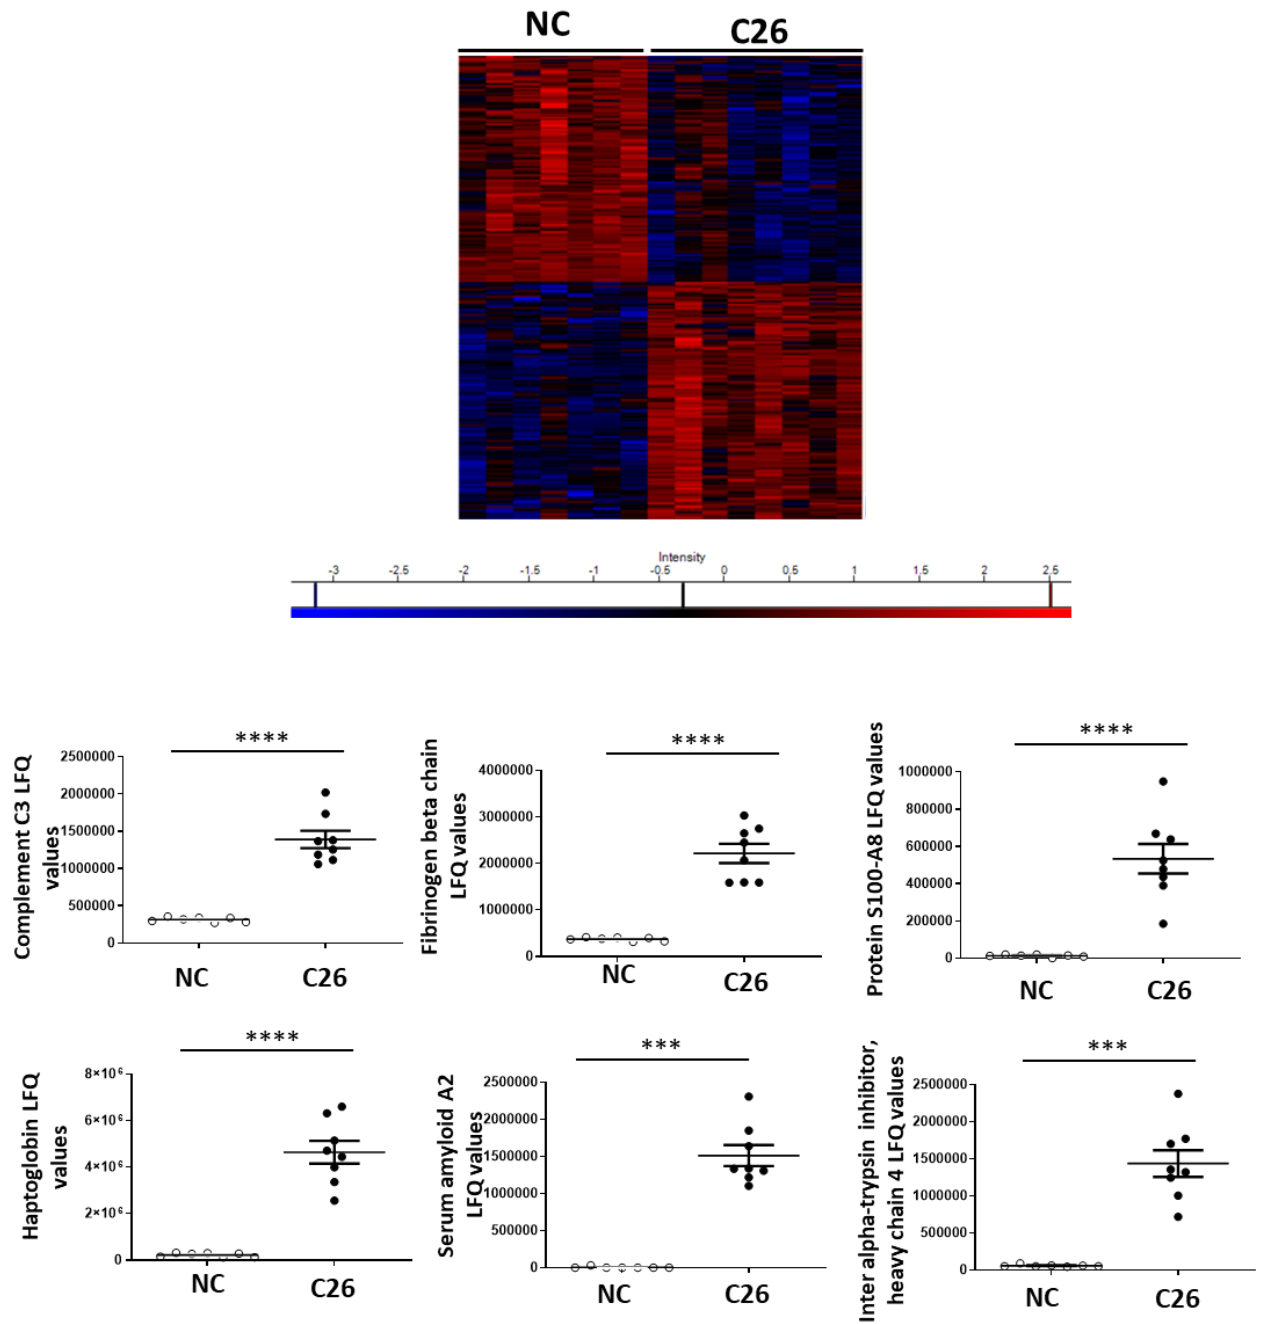 NC
C26
Intensity
-3 -2.5 -2 -1.5 -1 -0.5 0 0.5 1 1.5 2 2.5
****
Complement C3 LFQ
values
2500000
2000000
1500000
1000000
500000
0
NC
C26
****
Fibrinogen beta chain
LFQ values
4000000
3000000
2000000
1000000
0
NC
C26
****
Protein S100-A8 LFQ values
1000000
800000
600000
400000
200000
0
NC
C26
****
Haptoglobin LFQ
values
8×10⁶
6×10⁶
4×10⁶
2×10⁶
0
NC
C26
***
Serum amyloid A2
LFQ values
2500000
2000000
1500000
1000000
500000
0
NC
C26
***
Inter alpha-trypsin inhibitor,
heavy chain 4 LFQ values
2500000
2000000
1500000
1000000
500000
0
NC
C26